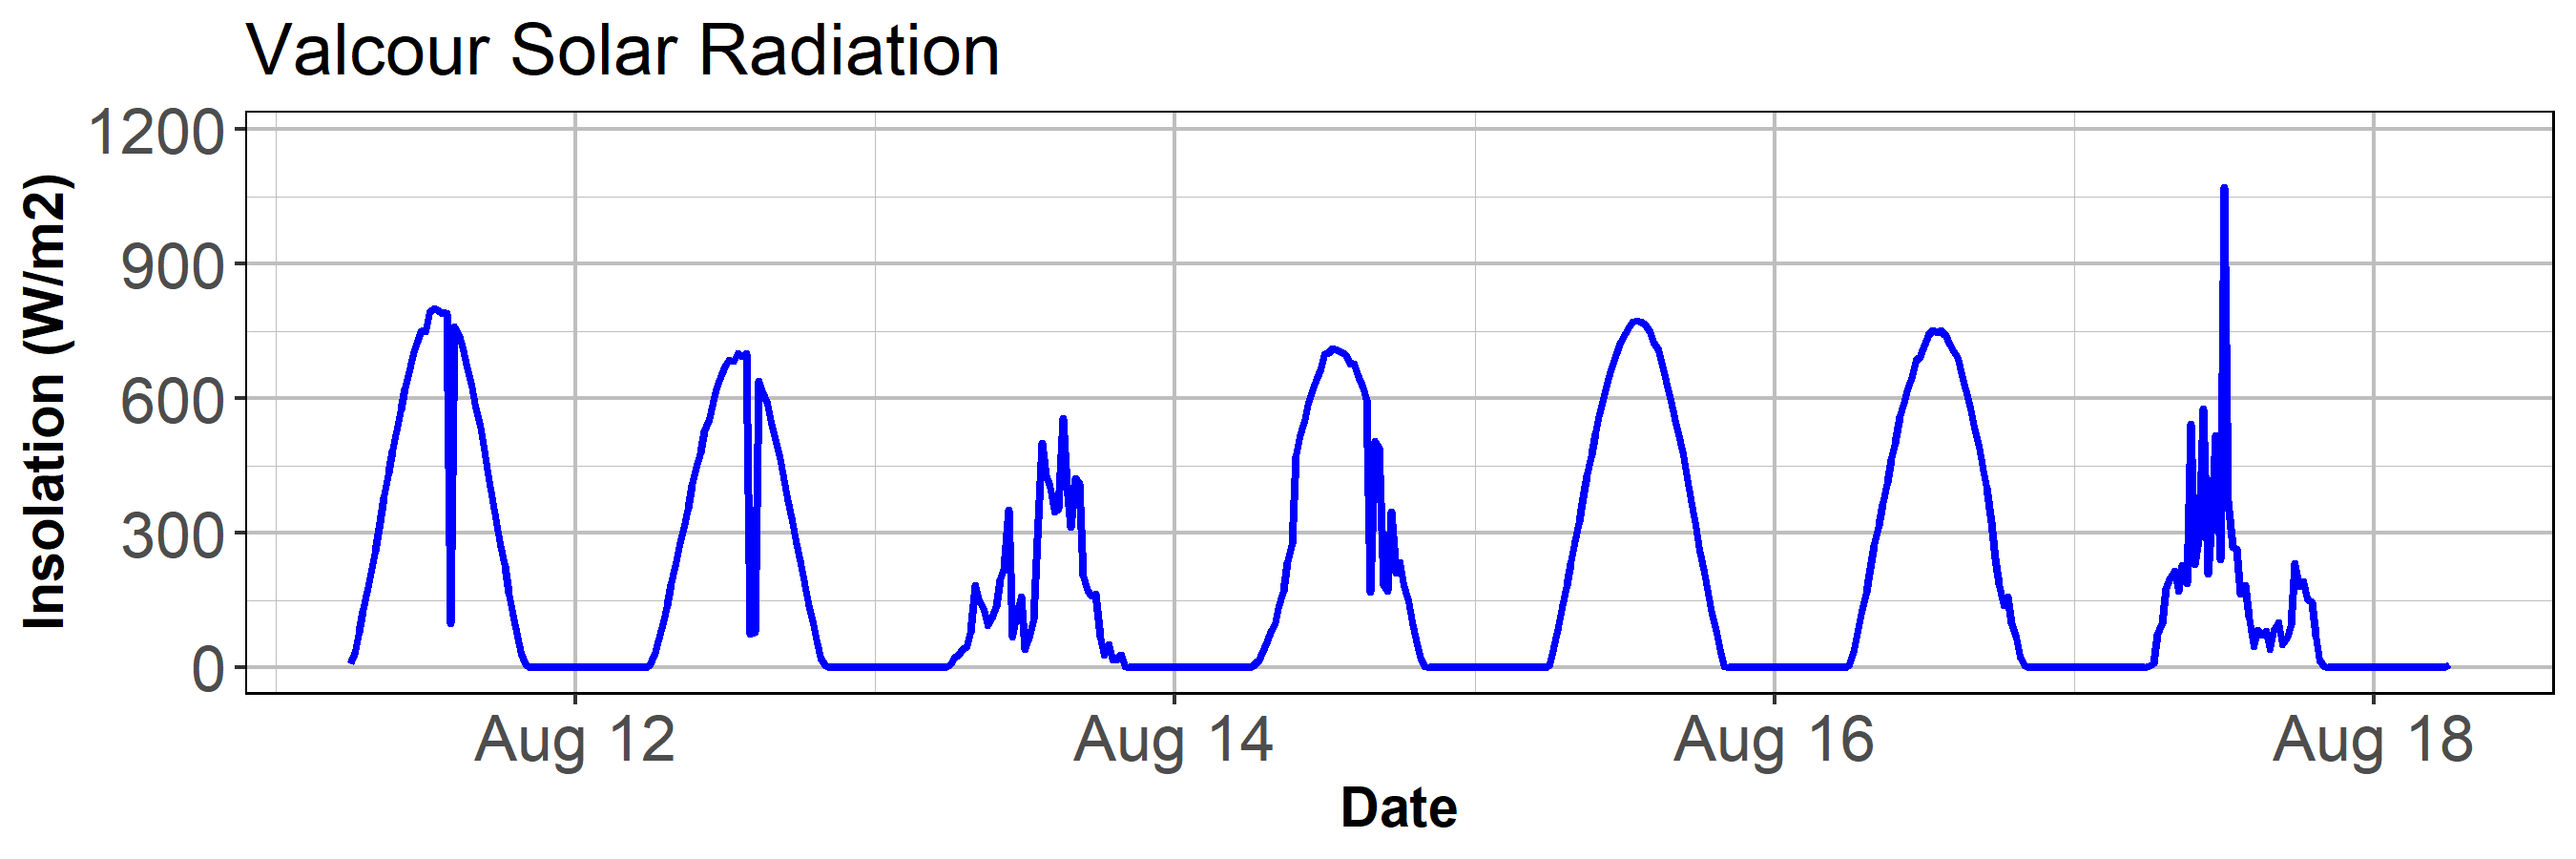 Valcour Solar Radiation
1200
900
600
300
0
Insolation (W/m2)
Aug 12 Aug 14 Aug 16 Aug 18
Date